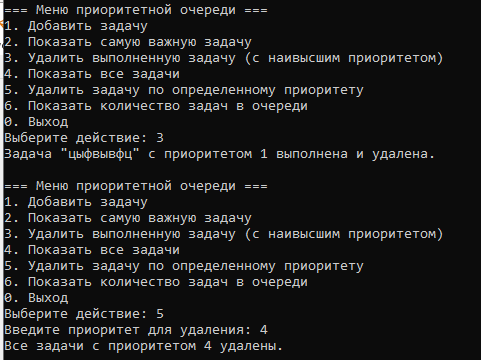 === Меню приоритетной очереди ===
1. Добавить задачу
2. Показать самую важную задачу
3. Удалить выполненную задачу (с наивысшим приоритетом)
4. Показать все задачи
5. Удалить задачу по определенному приоритету
6. Показать количество задач в очереди
0. Выход
Выберите действие: 3
Задача "цыфвывфц" с приоритетом 1 выполнена и удалена.

=== Меню приоритетной очереди ===
1. Добавить задачу
2. Показать самую важную задачу
3. Удалить выполненную задачу (с наивысшим приоритетом)
4. Показать все задачи
5. Удалить задачу по определенному приоритету
6. Показать количество задач в очереди
0. Выход
Выберите действие: 5
Введите приоритет для удаления: 4
Все задачи с приоритетом 4 удалены.